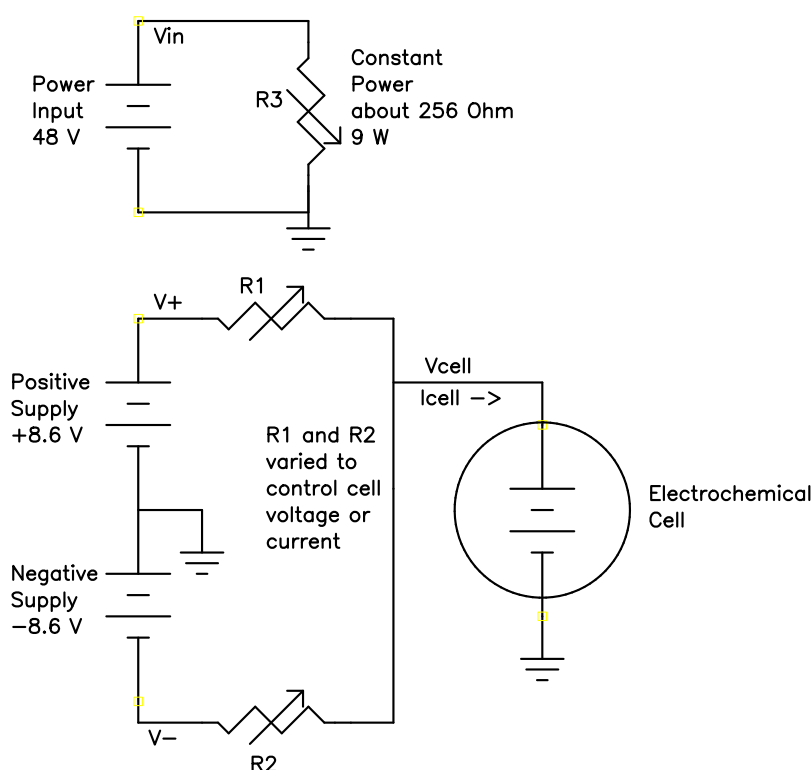 Vin
Power
Input
48 V
R3
Constant
Power
about 256 Ohm
9 W
R1
V+
Positive
Supply
+8.6 V
Vcell
Icell ->
R1 and R2
varied to
control cell
voltage or
current
Electrochemical
Cell
Negative
Supply
-8.6 V
V-
R2